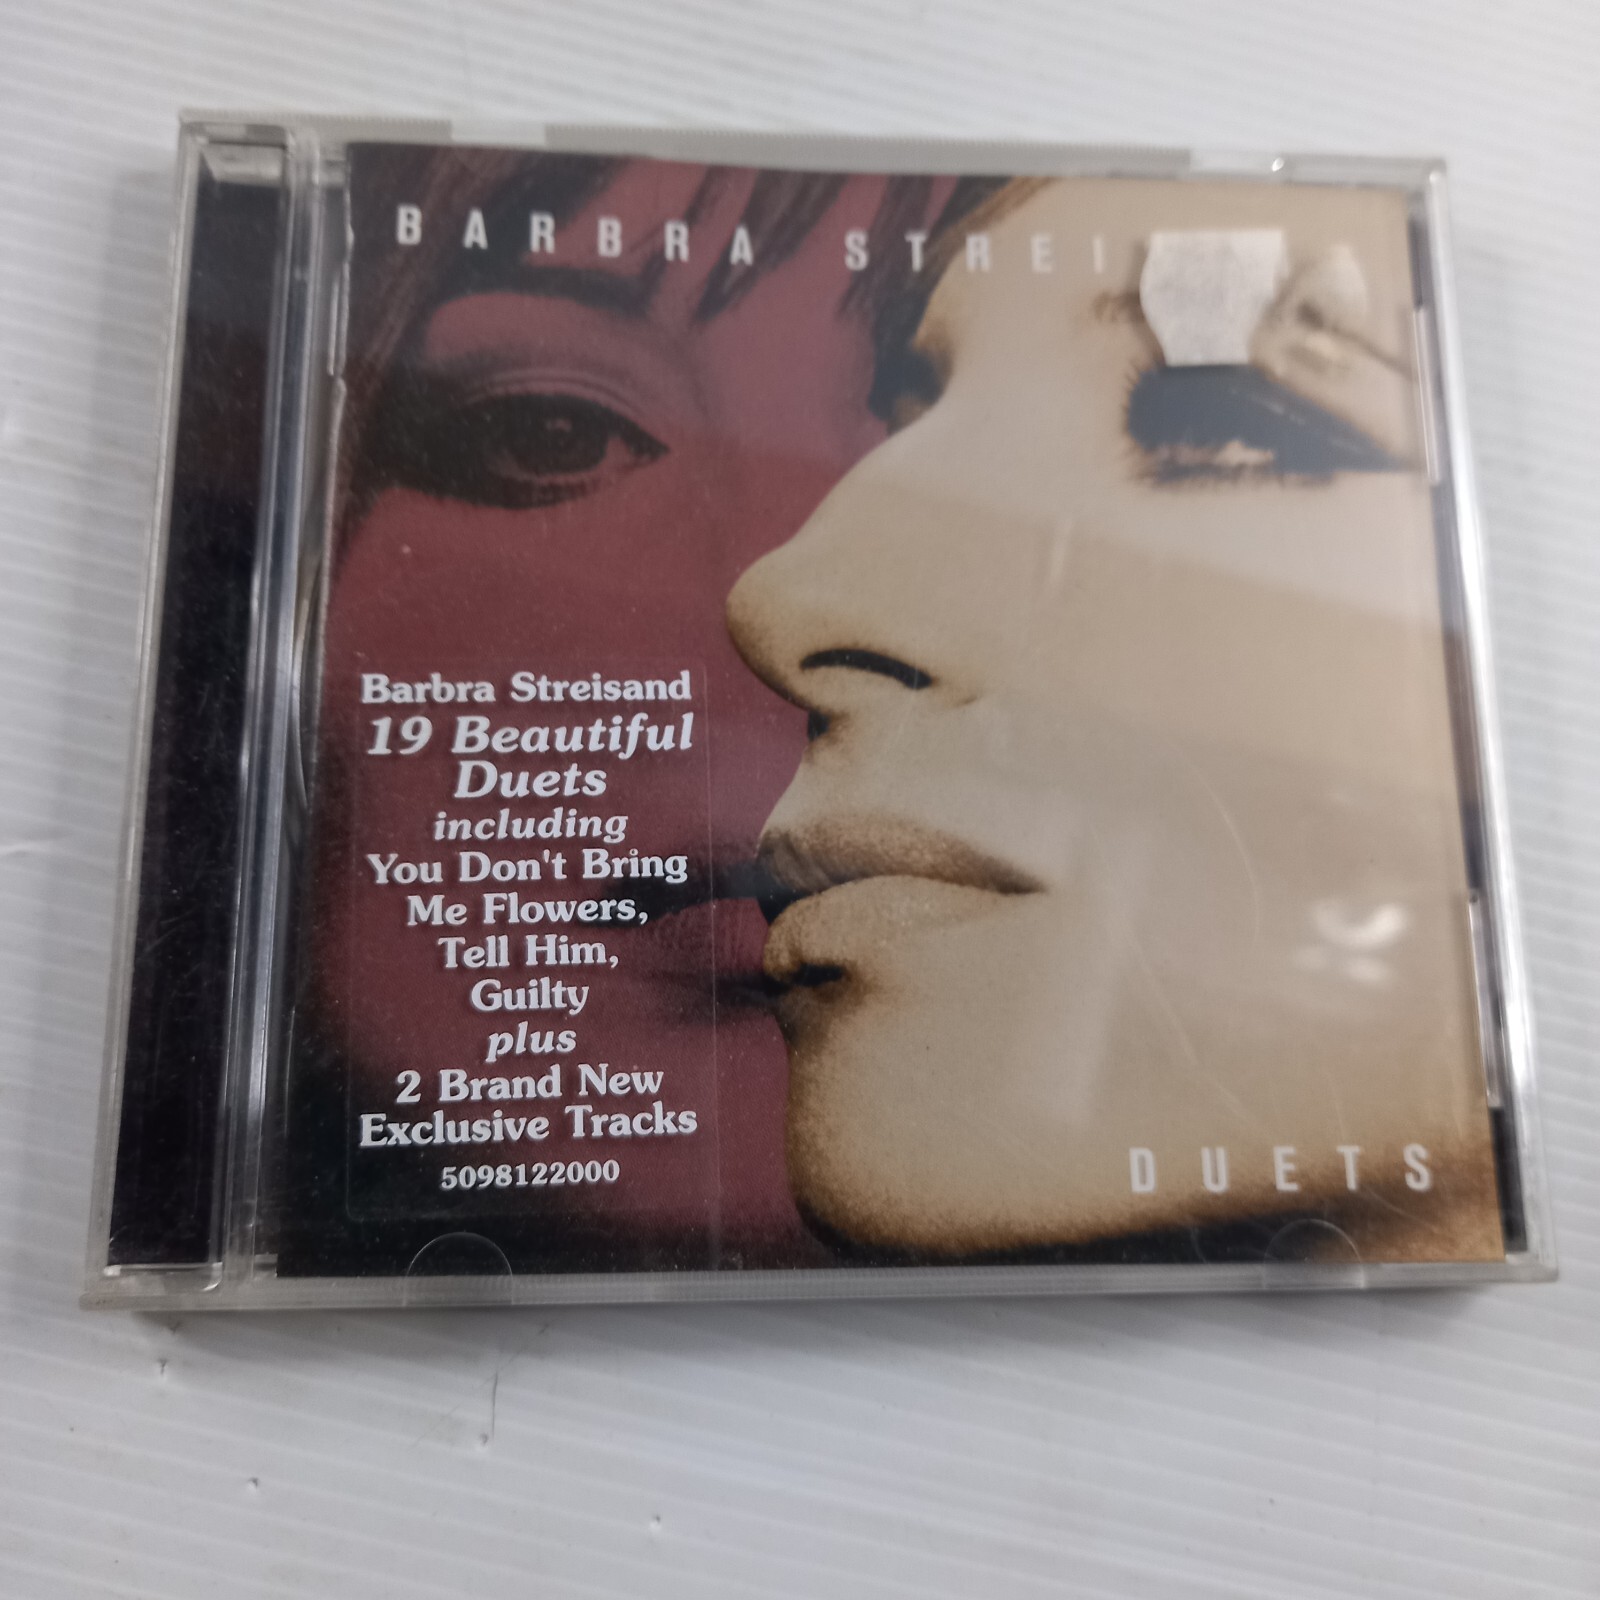 BARBRA STREI
Barbra Streisand
19 Beautiful
Duets
including
You Don't Bring
Me Flowers,
Tell Him,
Guilty
plus
2 Brand New
Exclusive Tracks
5098122000
DUETS